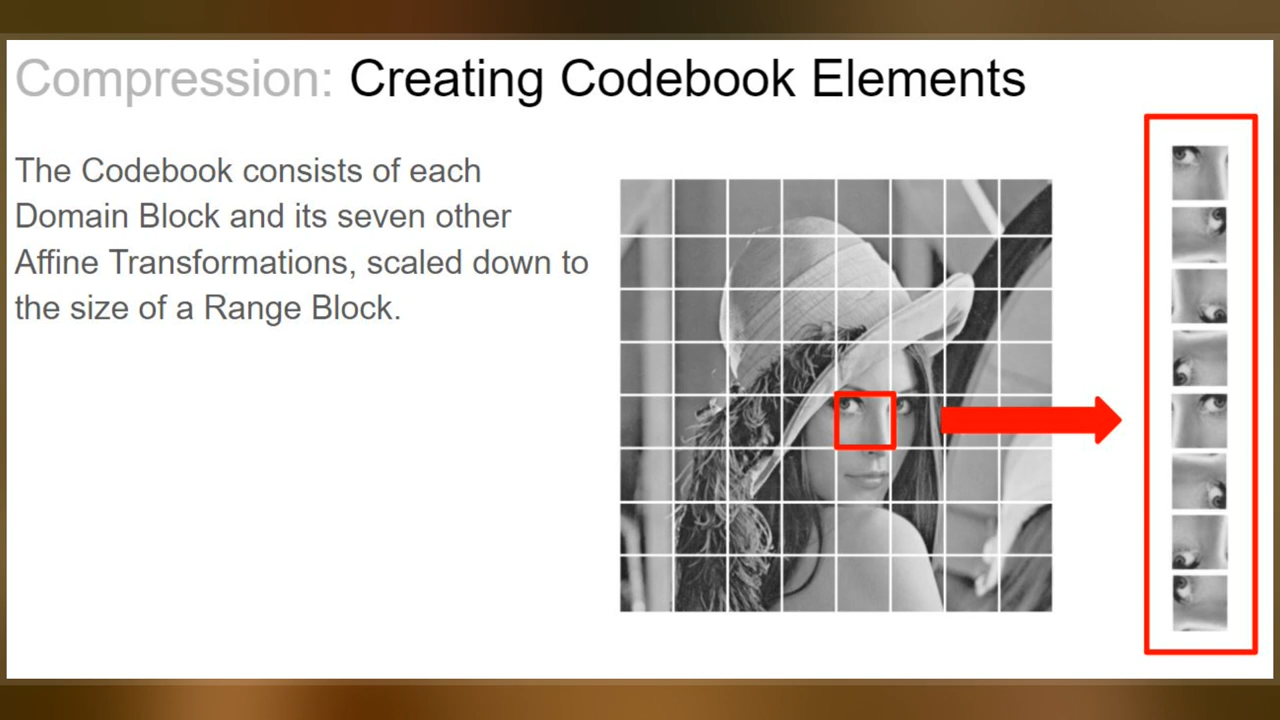 Compression: Creating Codebook Elements
The Codebook consists of each
Domain Block and its seven other
Affine Transformations, scaled down to
the size of a Range Block.